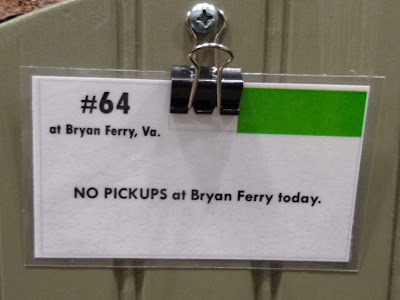 #64
at Bryan Ferry, Va.
NO PICKUPS at Bryan Ferry today.